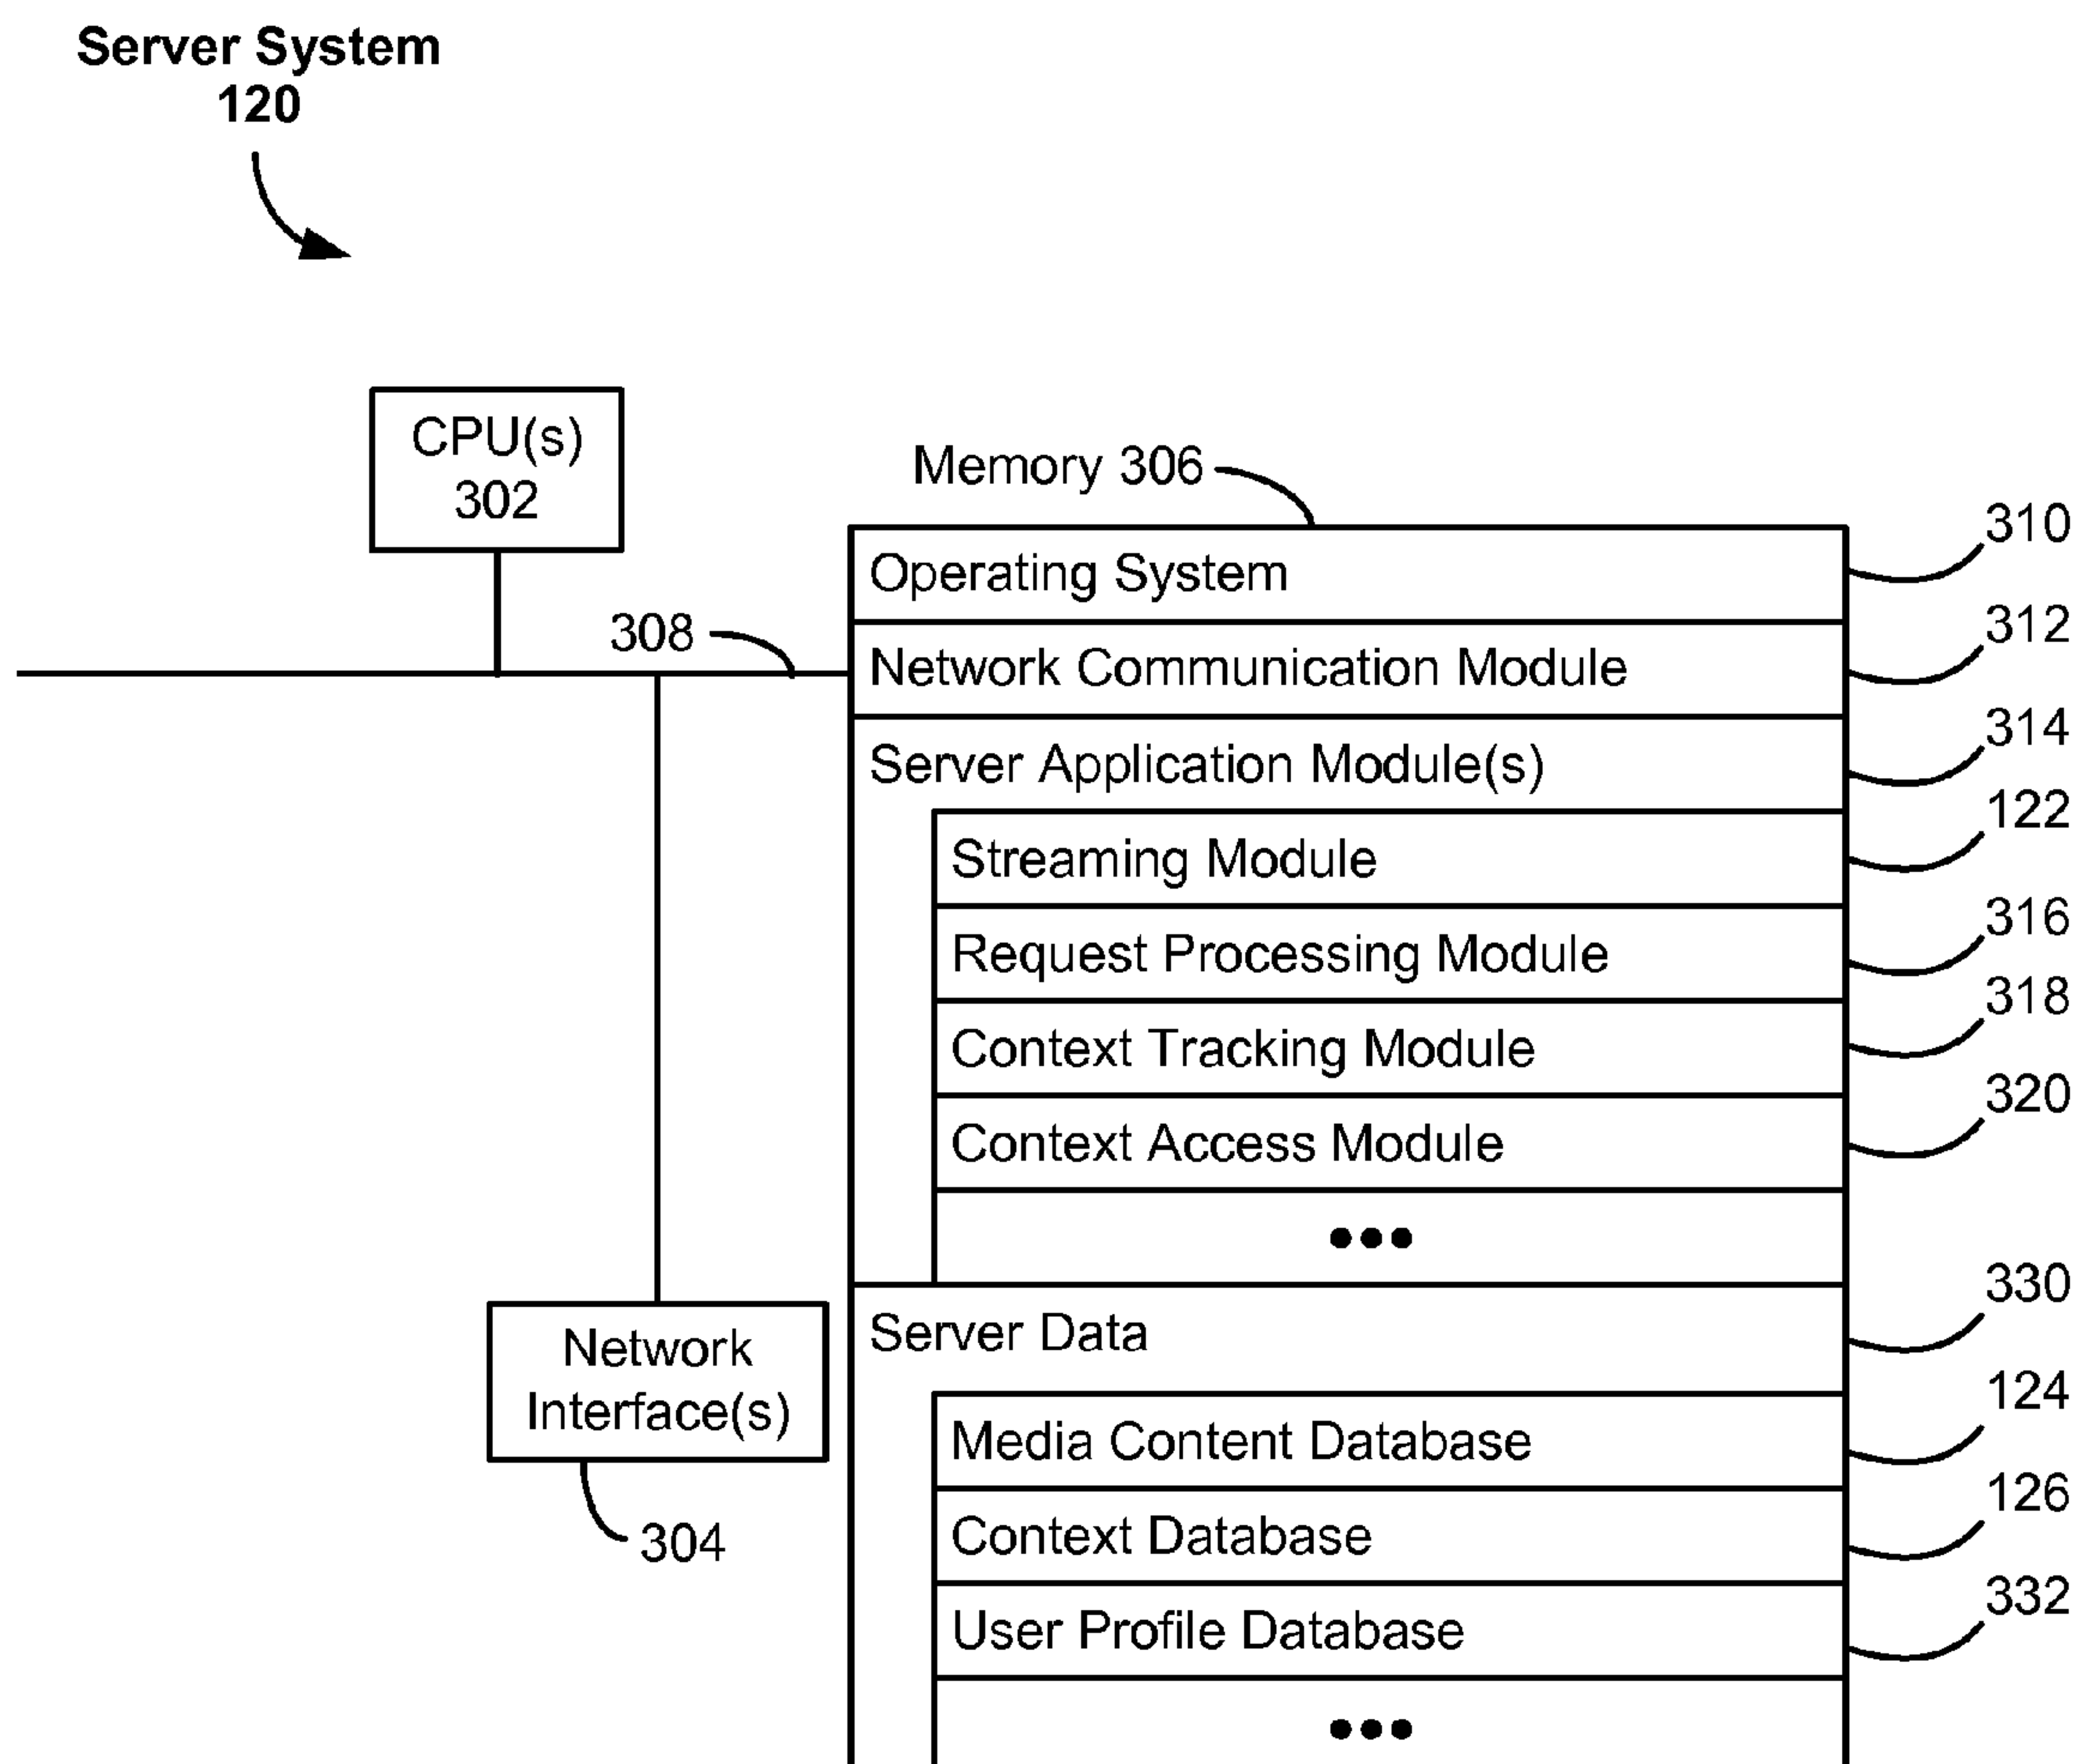 Server System
120
CPU(s)
302
Memory 306
310
Operating System
312
308
Network Communication Module
314
Server Application Module(s)
122
Streaming Module
316
Request Processing Module
318
Context Tracking Module
320
Context Access Module
•••
330
Server Data
Network
Interface(s)
304
124
Media Content Database
126
Context Database
332
User Profile Database
•••